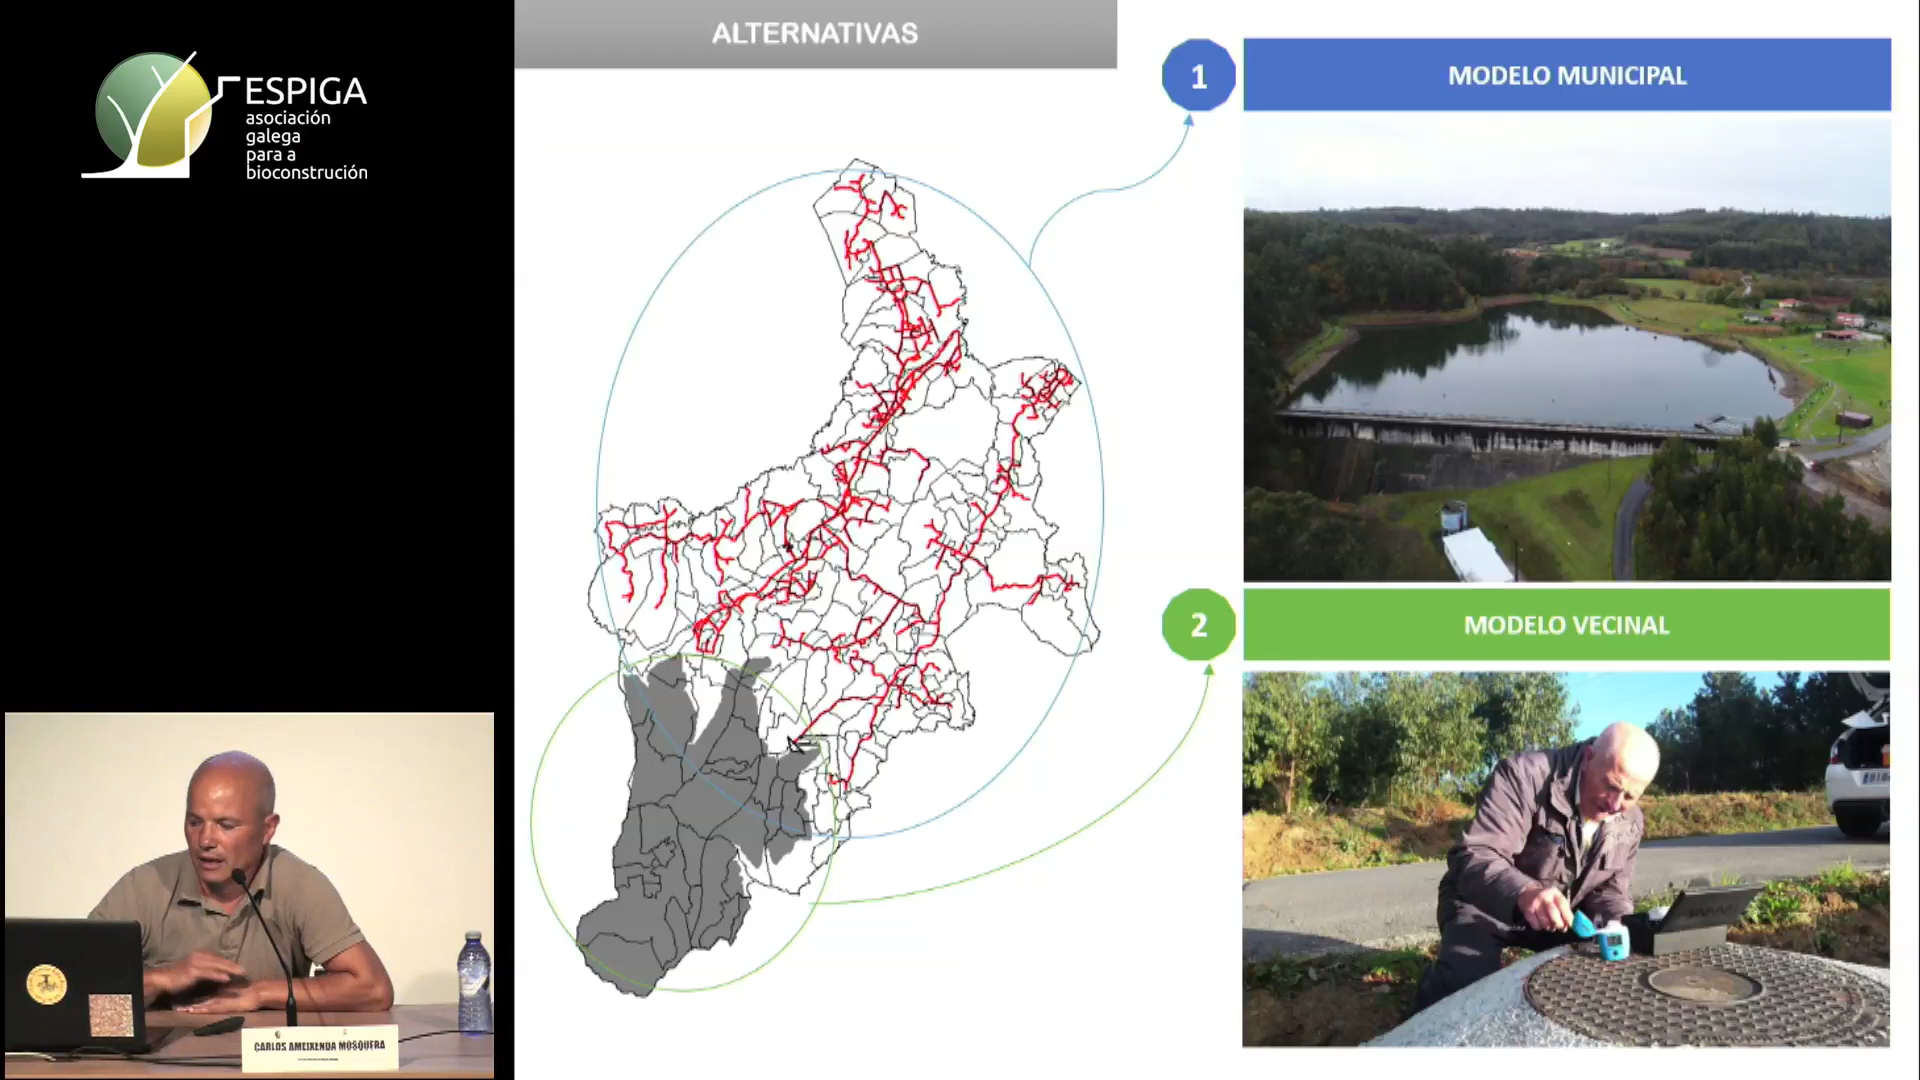 ESPIGA
asociación
galega
para a
bioconstrución
ALTERNATIVAS
1
MODELO MUNICIPAL
2
MODELO VECINAL
CARLOS AMEIXENDA MOSQUERA